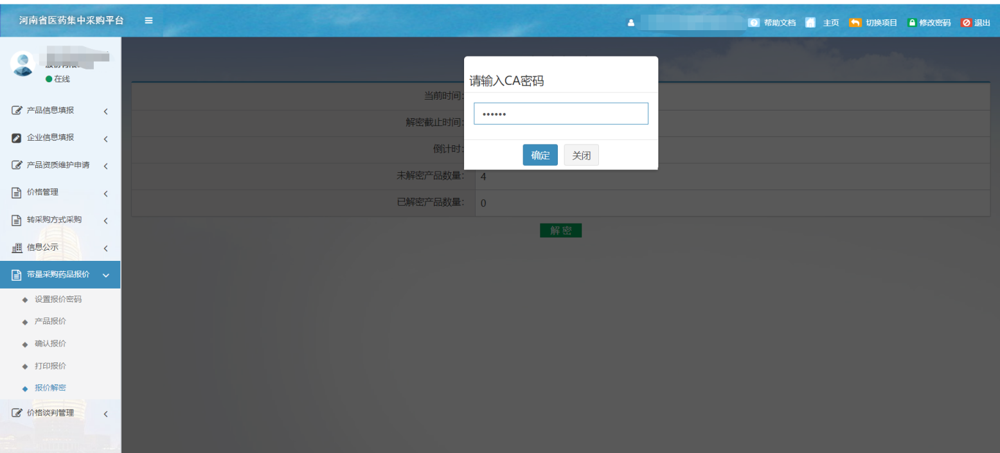 河南省医药集中采购平台
帮助文档 主页 切换项目 修改密码 退出
在线
产品信息填报
企业信息填报
产品资质维护申请
价格管理
转采购方式采购
信息公示
带量采购药品报价
设置报价密码
产品报价
确认报价
打印报价
报价解密
价格谈判管理
请输入CA密码
••••••
确定 关闭
当前时间:
解密截止时间:
倒计时:
未解密产品数量: 4
已解密产品数量: 0
解 密